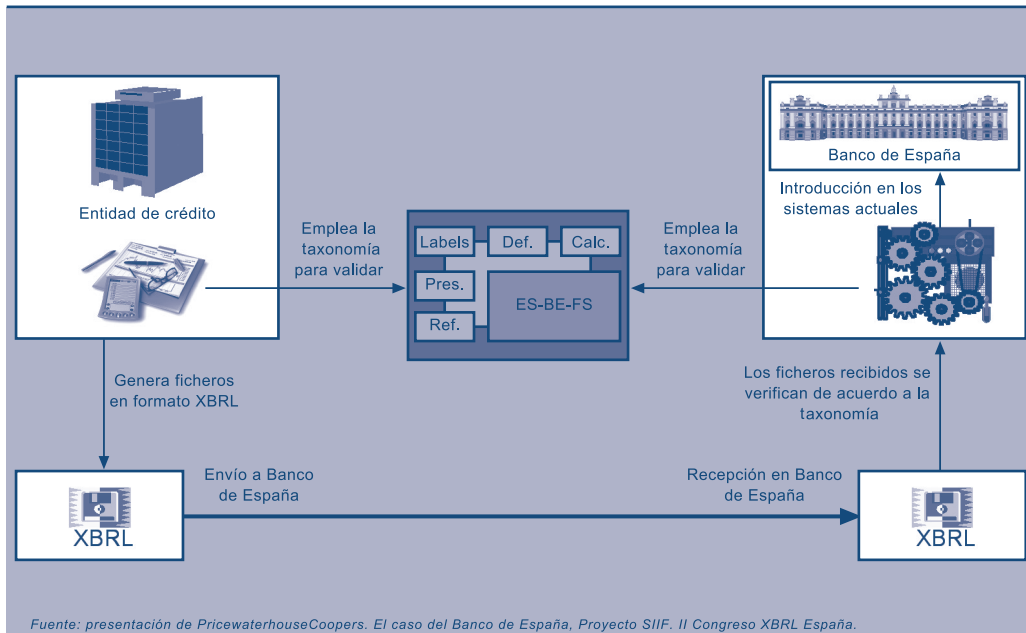 Banco de España
Entidad de crédito
Introducción en los
sistemas actuales
Emplea la
taxonomía
para validar
Labels
Def.
Calc.
Pres.
ES-BE-FS
Ref.
Emplea la
taxonomía
para validar
Genera ficheros
en formato XBRL
Los ficheros recibidos se
verifican de acuerdo a la
taxonomía
Envío a Banco
de España
Recepción en Banco
de España
XBRL
XBRL
Fuente: presentación de PricewaterhouseCoopers. El caso del Banco de España, Proyecto SIIF. II Congreso XBRL España.